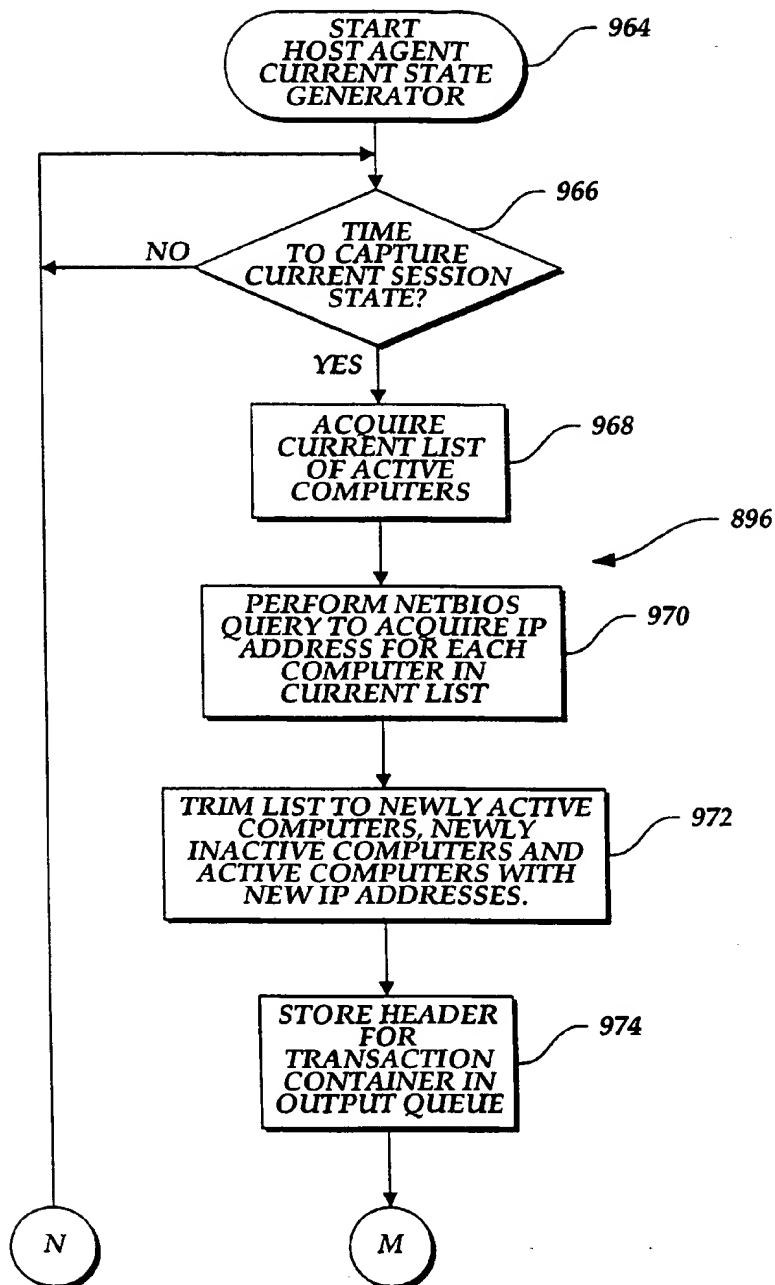 START
HOST AGENT
CURRENT STATE
GENERATOR
964
966
TIME
TO CAPTURE
CURRENT SESSION
STATE?
NO
YES
ACQUIRE
CURRENT LIST
OF ACTIVE
COMPUTERS
968
896
PERFORM NETBIOS
QUERY TO ACQUIRE IP
ADDRESS FOR EACH
COMPUTER IN
CURRENT LIST
970
TRIM LIST TO NEWLY ACTIVE
COMPUTERS, NEWLY
INACTIVE COMPUTERS AND
ACTIVE COMPUTERS WITH
NEW IP ADDRESSES.
972
STORE HEADER
FOR
TRANSACTION
CONTAINER IN
OUTPUT QUEUE
974
N
M